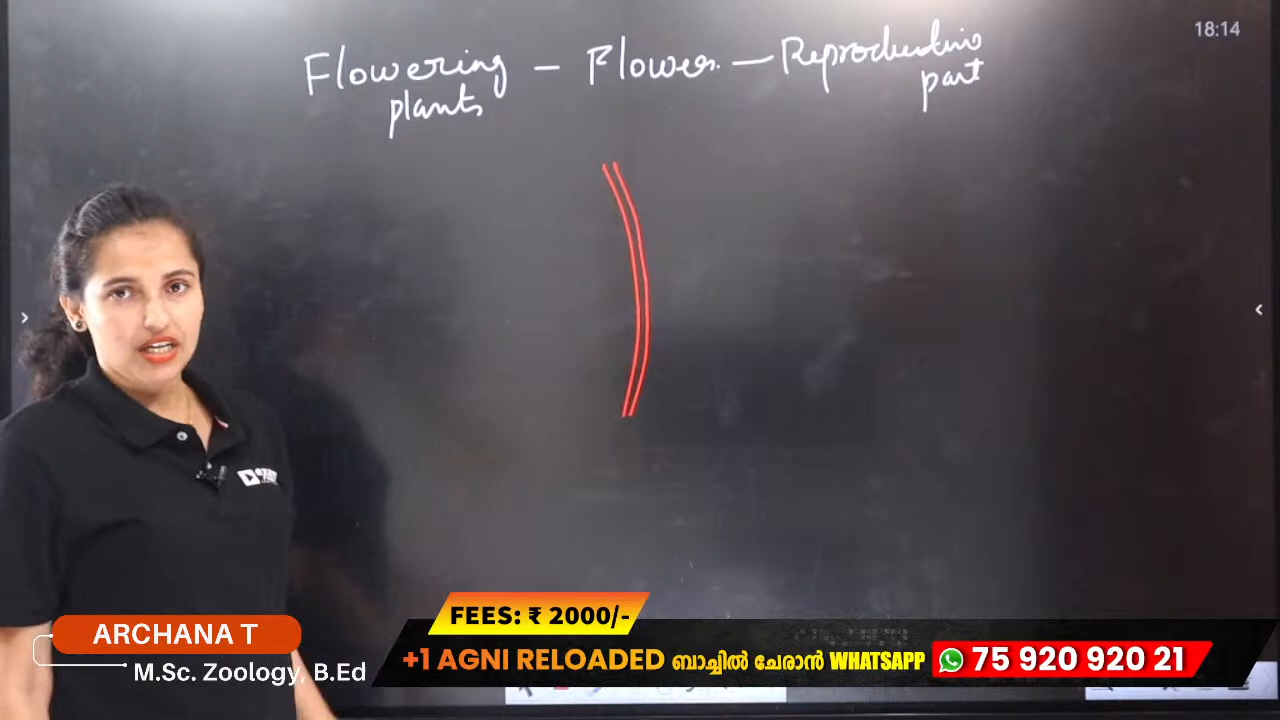 18:14
Flowering - Flower - Reproductive
plants part
ARCHANA T
M.Sc. Zoology, B.Ed
FEES: ₹ 2000/-
+1 AGNI RELOADED ബാച്ചിൽ ചേരാൻ WHATSAPP 75 920 920 21